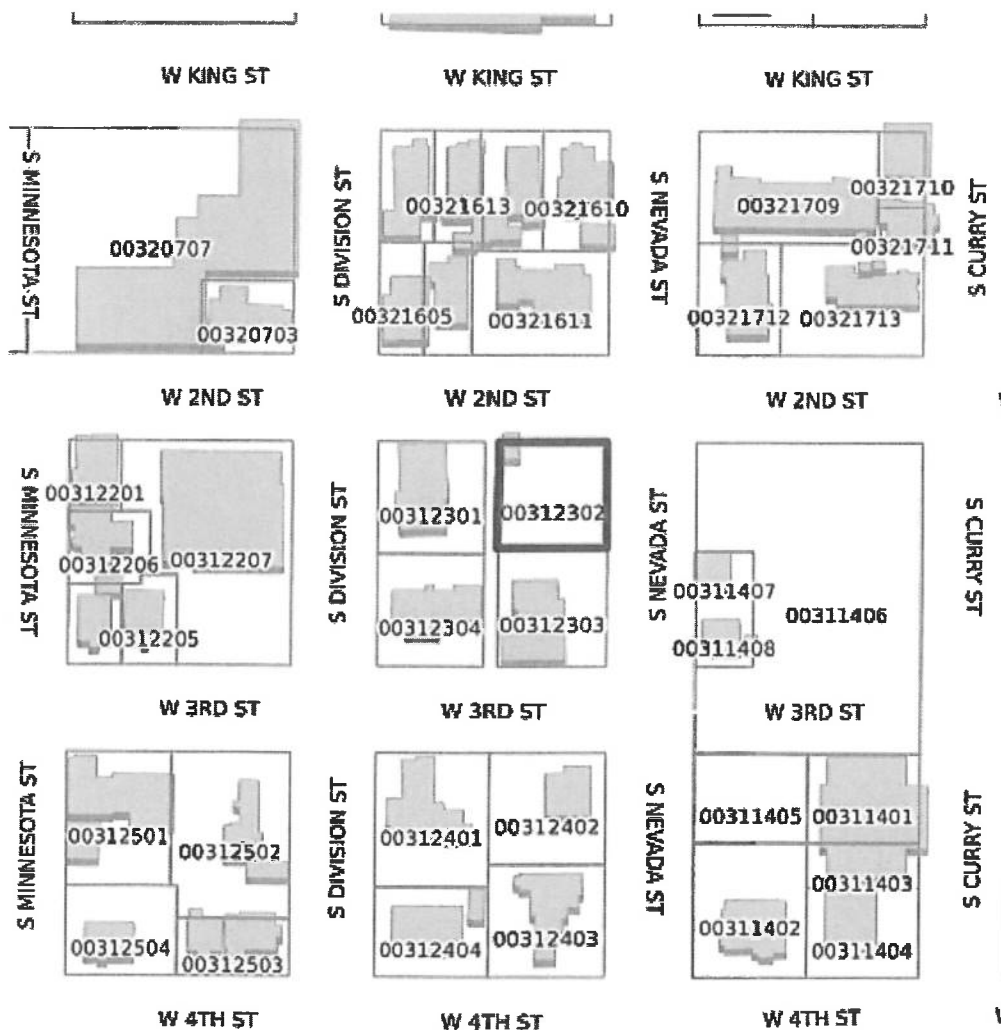 W KING ST
W KING ST
W KING ST
S MINNESOTA ST
S DIVISION ST
S NEVADA ST
S CURRY ST
00320707
00320703
00321613
00321610
00321605
00321611
00321709
00321710
00321711
00321712
00321713
W 2ND ST
W 2ND ST
W 2ND ST
S MINNESOTA ST
S DIVISION ST
S NEVADA ST
S CURRY ST
00312201
00312206
00312207
00312205
00312301
00312302
00312304
00312303
00311407
00311406
00311408
W 3RD ST
W 3RD ST
W 3RD ST
S MINNESOTA ST
S DIVISION ST
S NEVADA ST
S CURRY ST
00312501
00312502
00312504
00312503
00312401
00312402
00312404
00312403
00311405
00311401
00311403
00311402
00311404
W 4TH ST
W 4TH ST
W 4TH ST